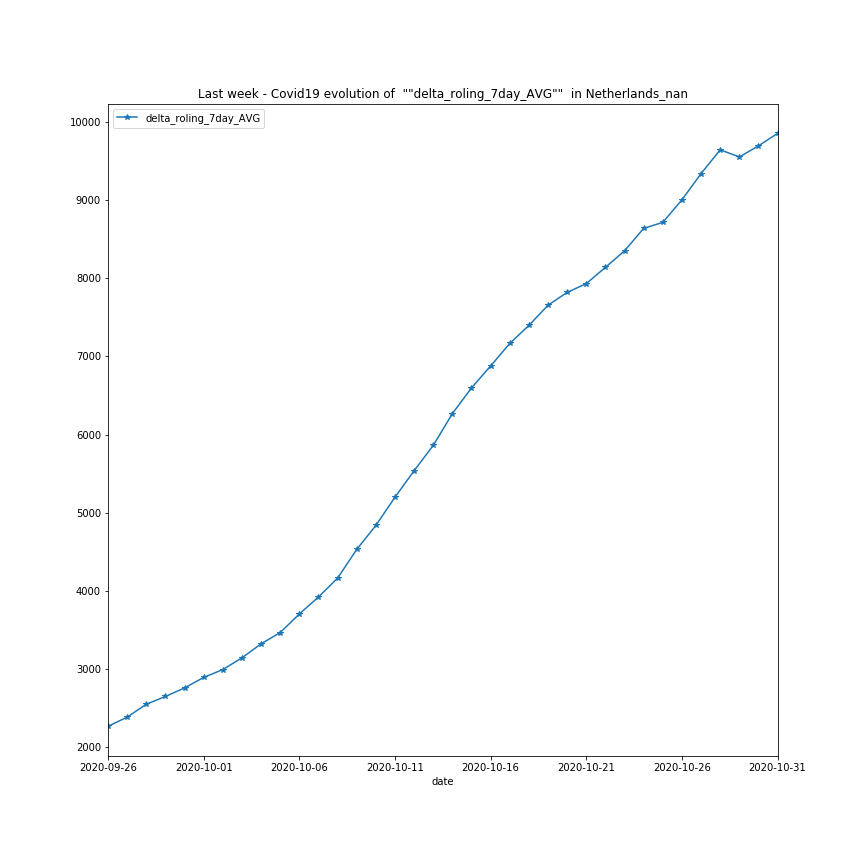 Last week - Covid19 evolution of  ""delta_roling_7day_AVG""  in Netherlands_nan
delta_roling_7day_AVG
10000
9000
8000
7000
6000
5000
4000
3000
2000
2020-09-26 2020-10-01 2020-10-06 2020-10-11 2020-10-16 2020-10-21 2020-10-26 2020-10-31
date